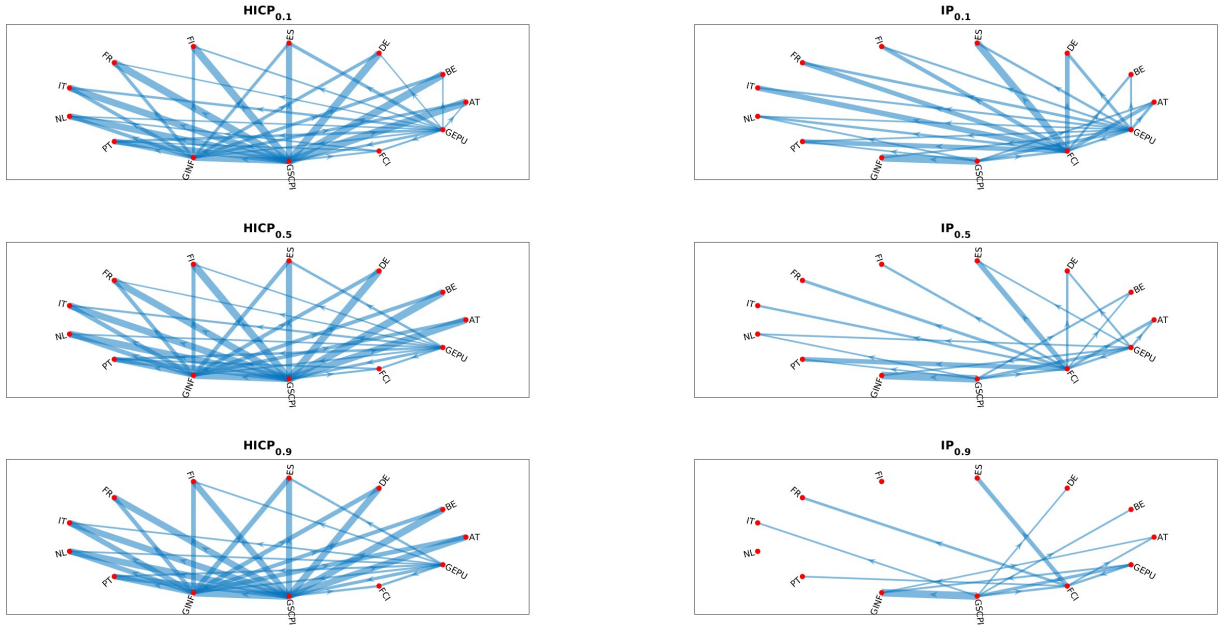 HICP0.1
IP0.1
FI
ES
DE
FR
BE
IT
AT
NL
GEPU
PT
FCI
GINF
GSCPI
FI
ES
DE
FR
BE
IT
AT
NL
GEPU
PT
FCI
GINF
GSCPI
HICP0.5
IP0.5
FI
ES
DE
FR
BE
IT
AT
NL
GEPU
PT
FCI
GINF
GSCPI
FI
ES
DE
FR
BE
IT
AT
NL
GEPU
PT
FCI
GINF
GSCPI
HICP0.9
IP0.9
FI
ES
DE
FR
BE
IT
AT
NL
GEPU
PT
FCI
GINF
GSCPI
FI
ES
DE
FR
BE
IT
AT
NL
GEPU
PT
FCI
GINF
GSCPI